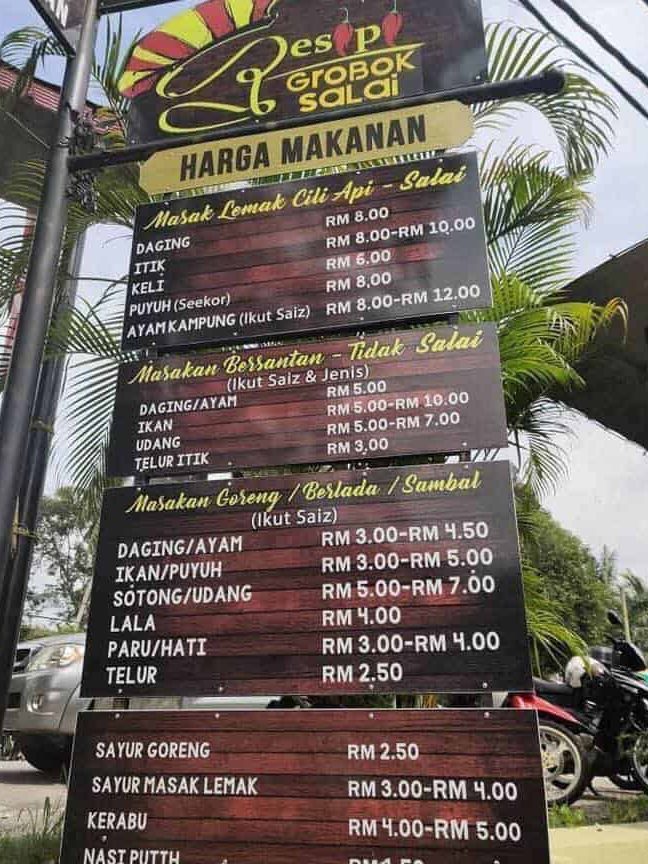 Resipi
GROBOK
SALAI
HARGA MAKANAN
Masak Lemak Cili Api - Salai
DAGING RM 8.00
ITIK RM 8.00-RM 10.00
KELI RM 6.00
PUYUH (Seekor) RM 8.00
AYAM KAMPUNG (Ikut Saiz) RM 8.00-RM 12.00
Masakan Bersantan - Tidak Salai
(Ikut Saiz & Jenis)
DAGING/AYAM RM 5.00
IKAN RM 5.00-RM 10.00
UDANG RM 5.00-RM 7.00
TELUR ITIK RM 3.00
Masakan Goreng / Berlada / Sambal
(Ikut Saiz)
DAGING/AYAM RM 3.00-RM 4.50
IKAN/PUYUH RM 3.00-RM 5.00
SOTONG/UDANG RM 5.00-RM 7.00
LALA RM 4.00
PARU/HATI RM 3.00-RM 4.00
TELUR RM 2.50
SAYUR GORENG RM 2.50
SAYUR MASAK LEMAK RM 3.00-RM 4.00
KERABU RM 4.00-RM 5.00
NASI PUTIH RM 1.50